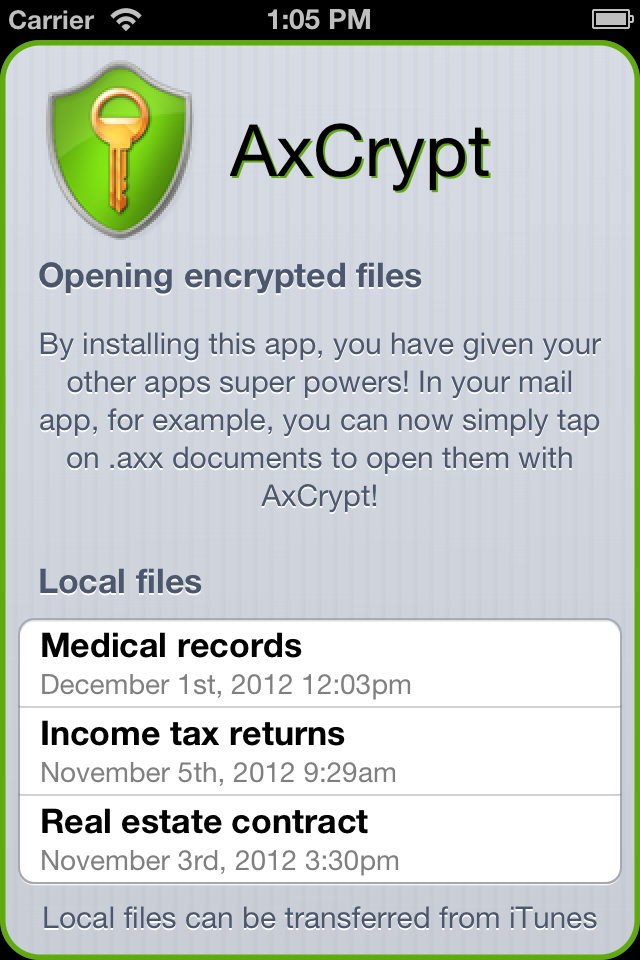 Carrier 1:05 PM
AxCrypt
Opening encrypted files
By installing this app, you have given your
other apps super powers! In your mail
app, for example, you can now simply tap
on .axx documents to open them with
AxCrypt!
Local files
Medical records
December 1st, 2012 12:03pm
Income tax returns
November 5th, 2012 9:29am
Real estate contract
November 3rd, 2012 3:30pm
Local files can be transferred from iTunes